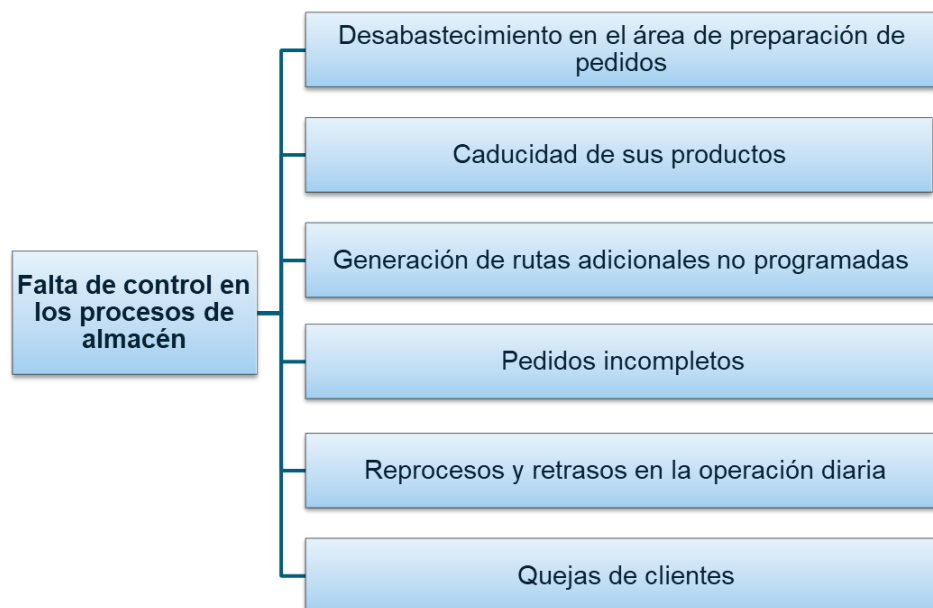 Desabastecimiento en el área de preparación de
pedidos
Caducidad de sus productos
Generación de rutas adicionales no programadas
Falta de control en
los procesos de
almacén
Pedidos incompletos
Reprocesos y retrasos en la operación diaria
Quejas de clientes